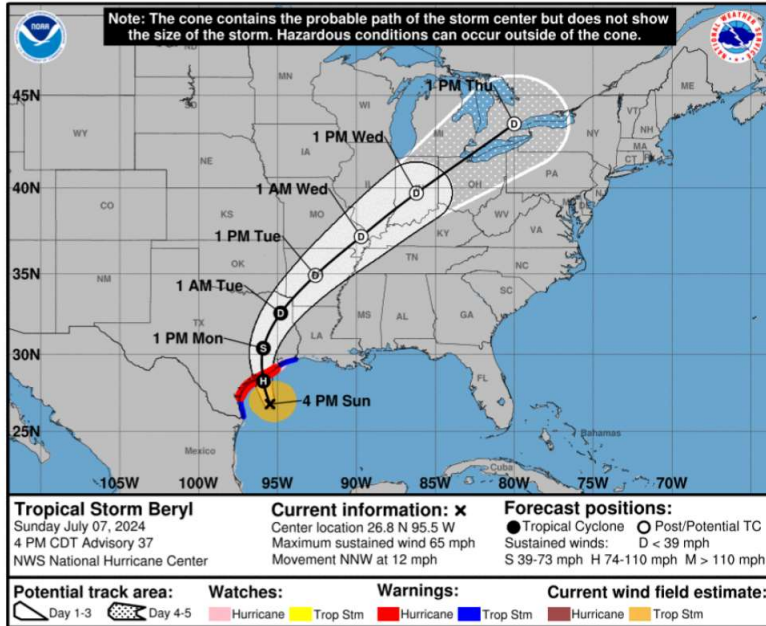 Note: The cone contains the probable path of the storm center but does not show
the size of the storm. Hazardous conditions can occur outside of the cone.
NOAA
NATIONAL WEATHER SERVICE
ND
MN
1 PM Thu
ME
45N
WI
VT
WY
SD
MI
NY
NH
1 PM Wed
MA
IA
CT
NE
PA
40N
1 AM Wed
IL
OH
CO
WV
KS
MO
VA
1 PM Tue
KY
35N
OK
TN
NC
NM
1 AM Tue
SC
TX
MS
AL
GA
1 PM Mon
LA
30N
4 PM Sun
FL
25N
Mexico
Bahamas
Cuba
105W 100W 95W 90W 85W 80W 75W 70W
D
D
D
D
D
S
H
Tropical Storm Beryl
Sunday July 07, 2024
4 PM CDT Advisory 37
NWS National Hurricane Center
Current information: ×
Center location 26.8 N 95.5 W
Maximum sustained wind 65 mph
Movement NNW at 12 mph
Forecast positions:
Tropical Cyclone Post/Potential TC
Sustained winds: D < 39 mph
S 39-73 mph H 74-110 mph M > 110 mph
Potential track area:
Day 1-3 Day 4-5
Watches:
Hurricane Trop Stm
Warnings:
Hurricane Trop Stm
Current wind field estimate:
Hurricane Trop Stm